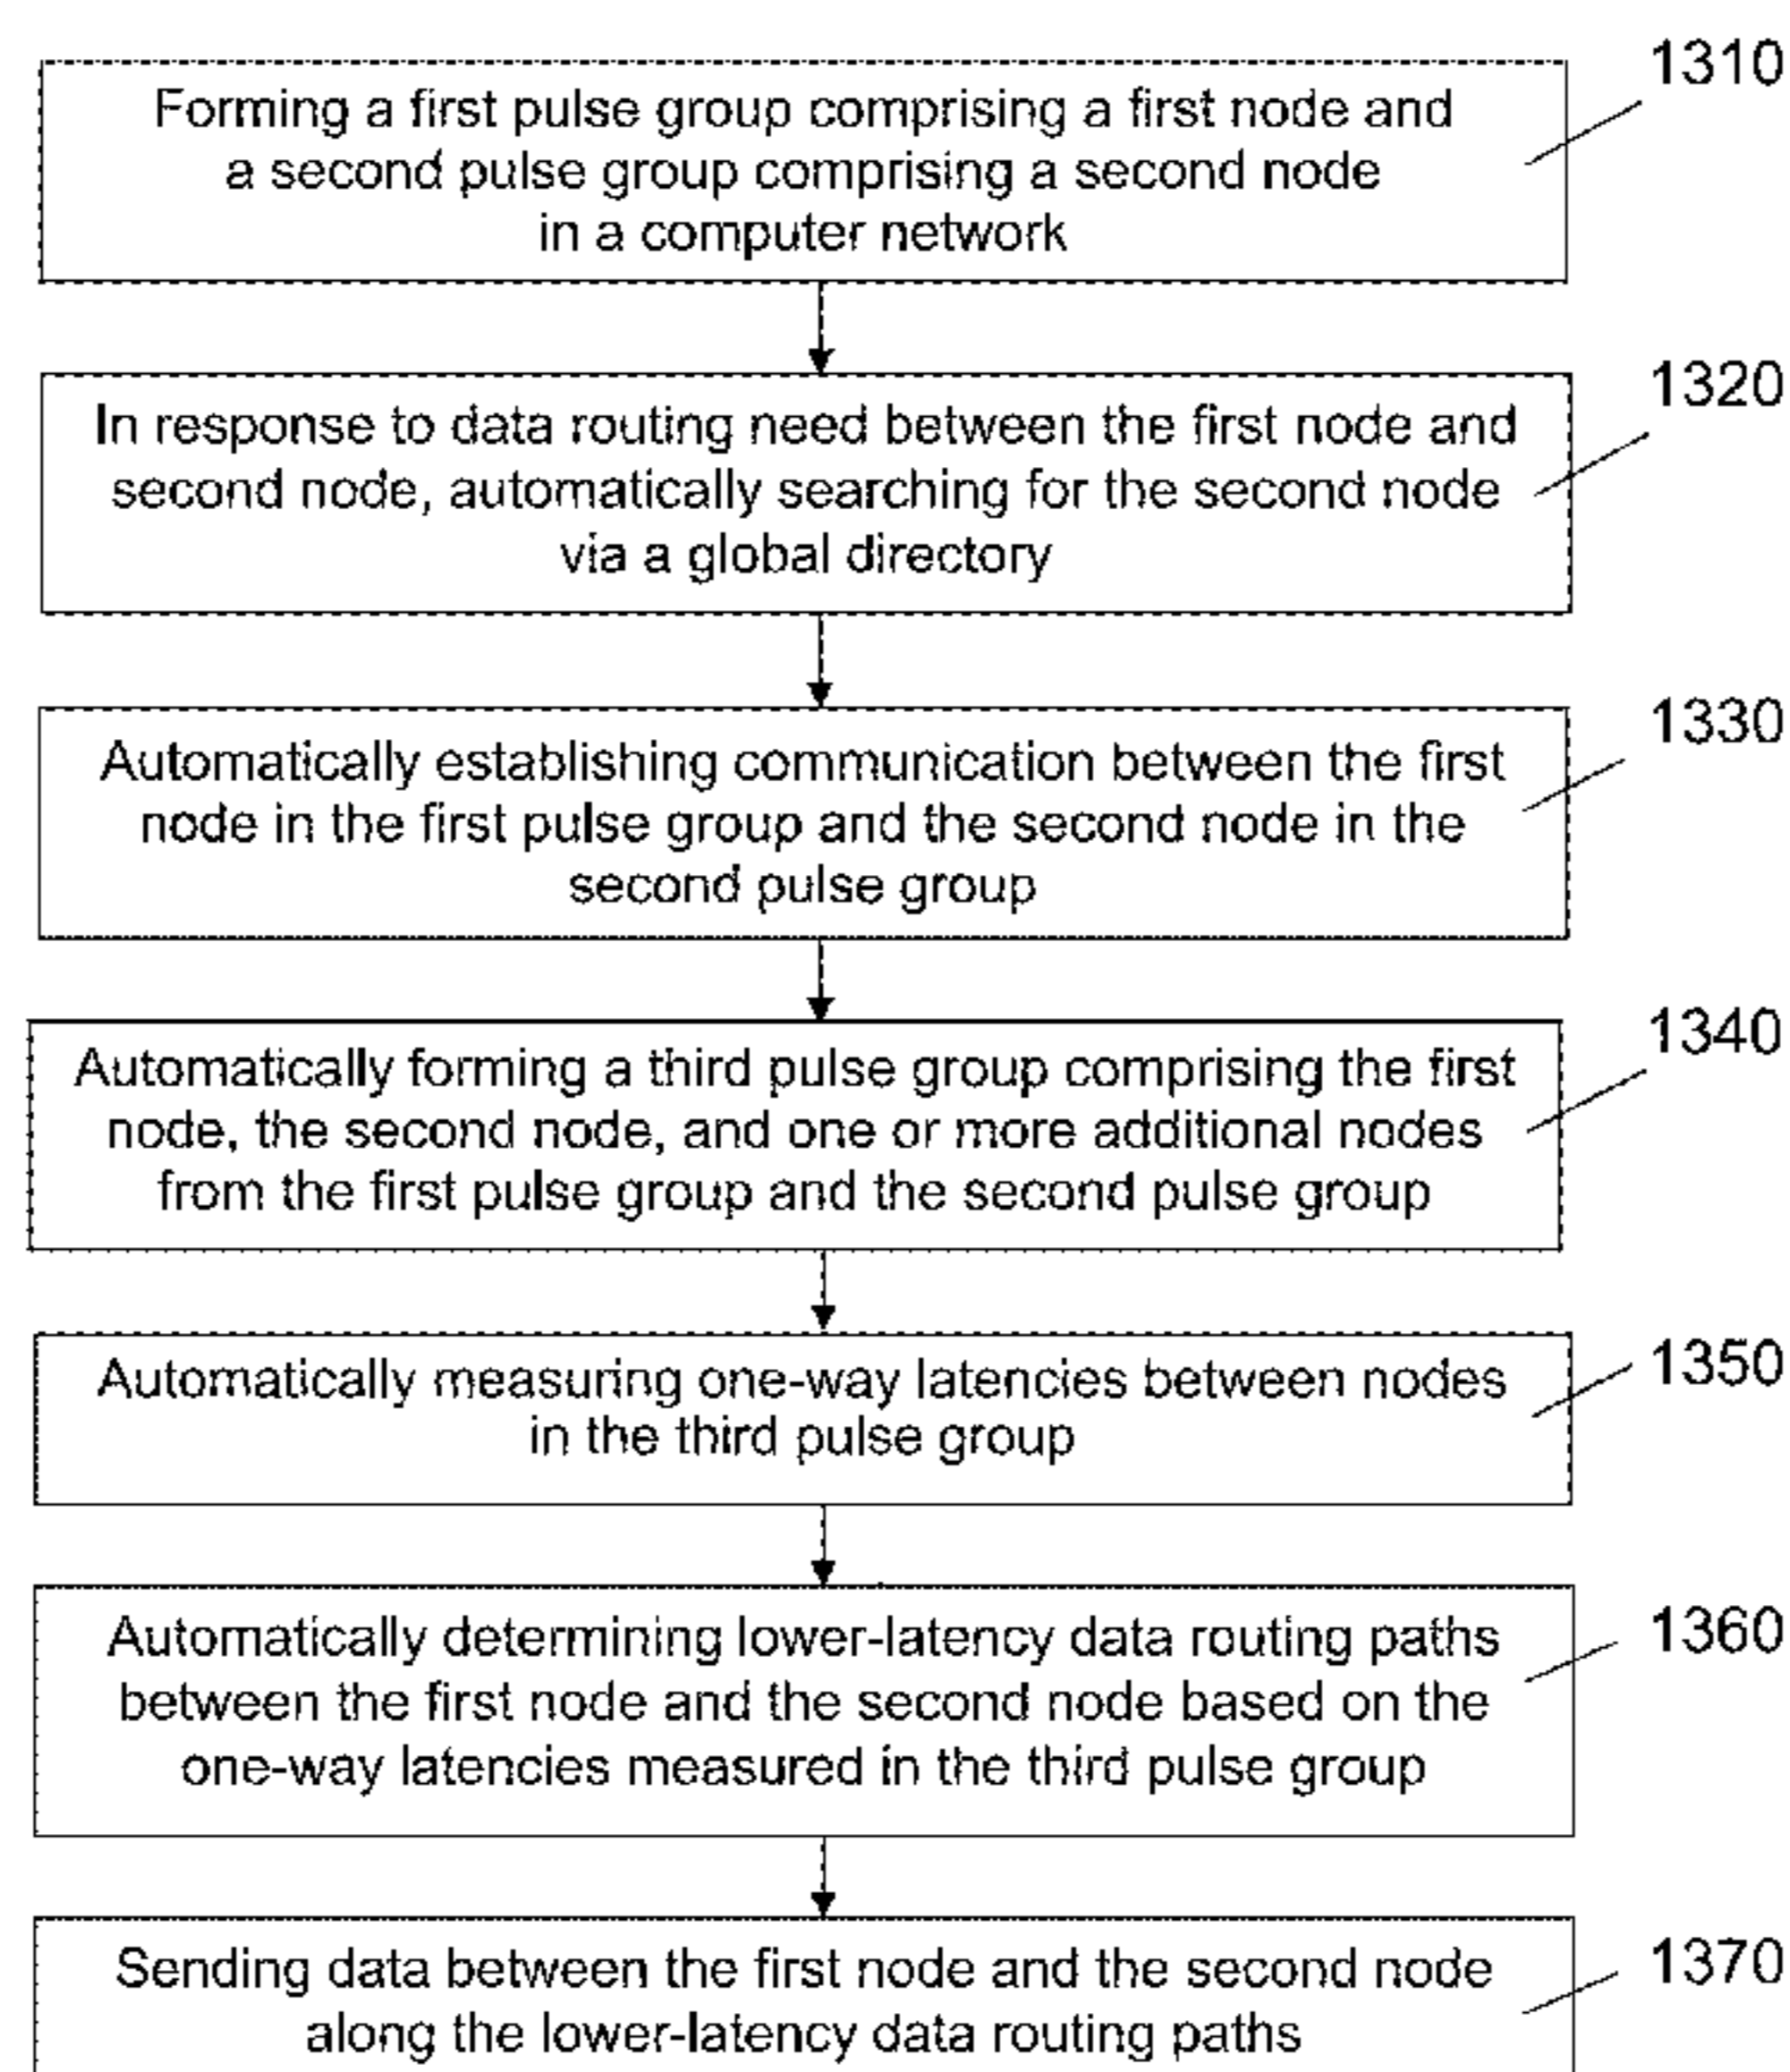 1310
Forming a first pulse group comprising a first node and
a second pulse group comprising a second node
in a computer network
1320
In response to data routing need between the first node and
second node, automatically searching for the second node
via a global directory
1330
Automatically establishing communication between the first
node in the first pulse group and the second node in the
second pulse group
1340
Automatically forming a third pulse group comprising the first
node, the second node, and one or more additional nodes
from the first pulse group and the second pulse group
1350
Automatically measuring one-way latencies between nodes
in the third pulse group
1360
Automatically determining lower-latency data routing paths
between the first node and the second node based on the
one-way latencies measured in the third pulse group
1370
Sending data between the first node and the second node
along the lower-latency data routing paths